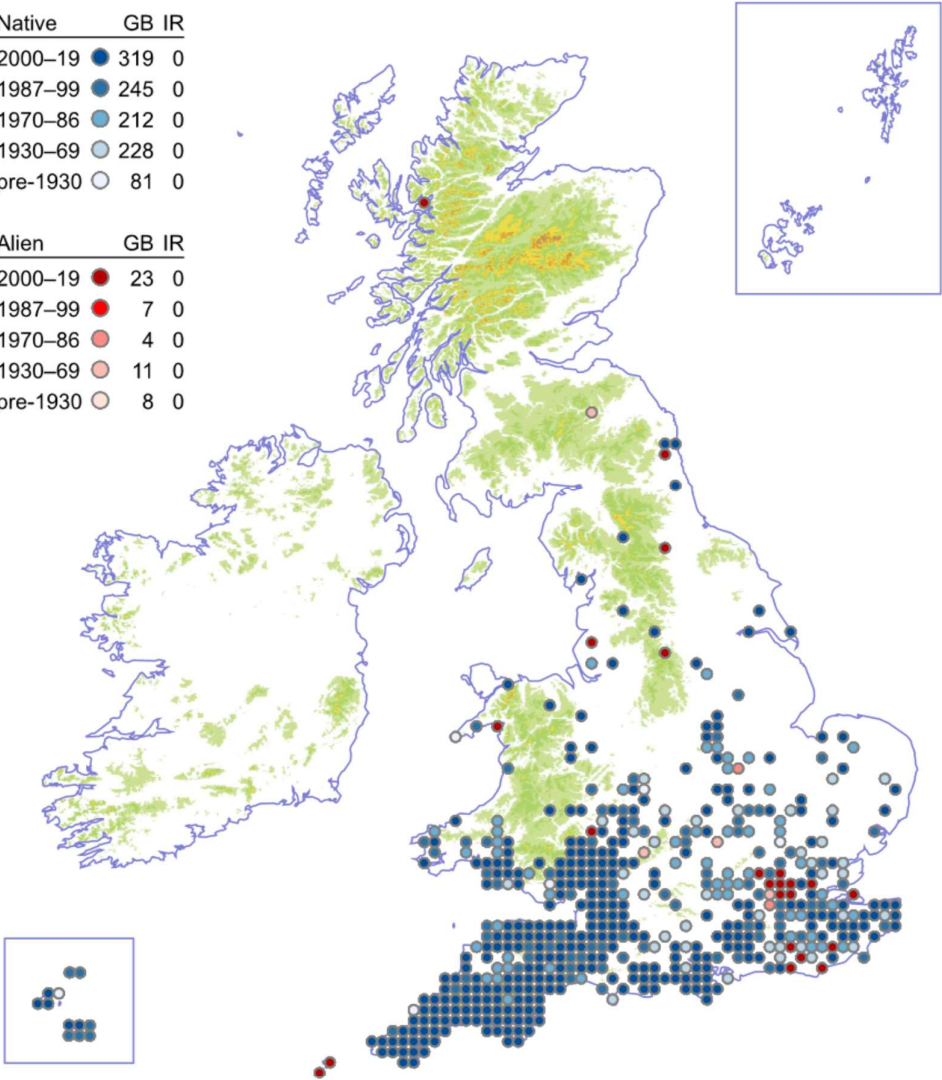 Native GB IR
2000–19 319 0
1987–99 245 0
1970–86 212 0
1930–69 228 0
pre-1930 81 0
Alien GB IR
2000–19 23 0
1987–99 7 0
1970–86 4 0
1930–69 11 0
pre-1930 8 0